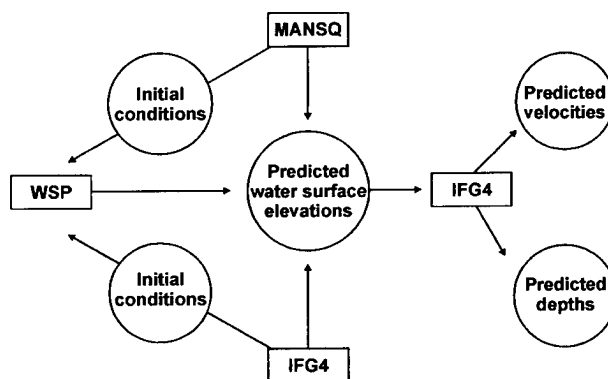 MANSQ
Initial
conditions
Predicted
velocities
WSP
Predicted
water surface
elevations
IFG4
Initial
conditions
Predicted
depths
IFG4